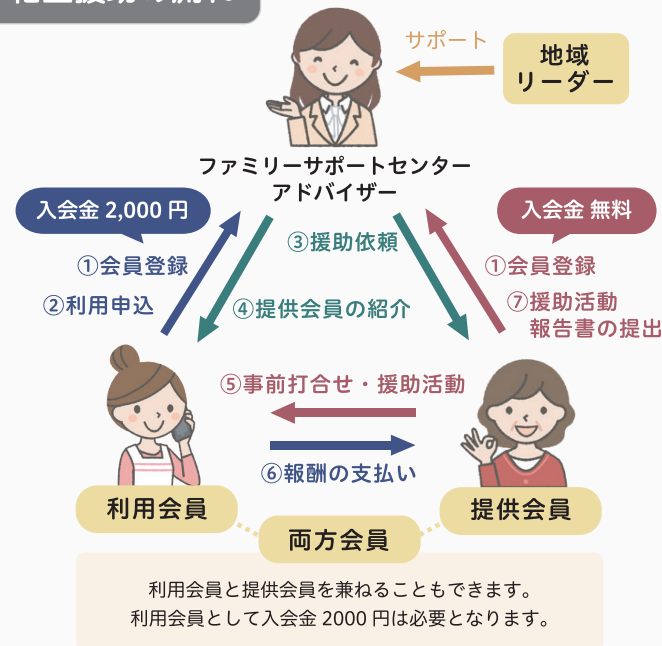 サポート
地域
リーダー
ファミリーサポートセンター
アドバイザー
入会金 2,000 円
入会金 無料
①会員登録
②利用申込
③援助依頼
④提供会員の紹介
①会員登録
⑦援助活動
報告書の提出
⑤事前打合せ・援助活動
⑥報酬の支払い
利用会員
提供会員
両方会員
利用会員と提供会員を兼ねることもできます。
利用会員として入会金 2000 円は必要となります。